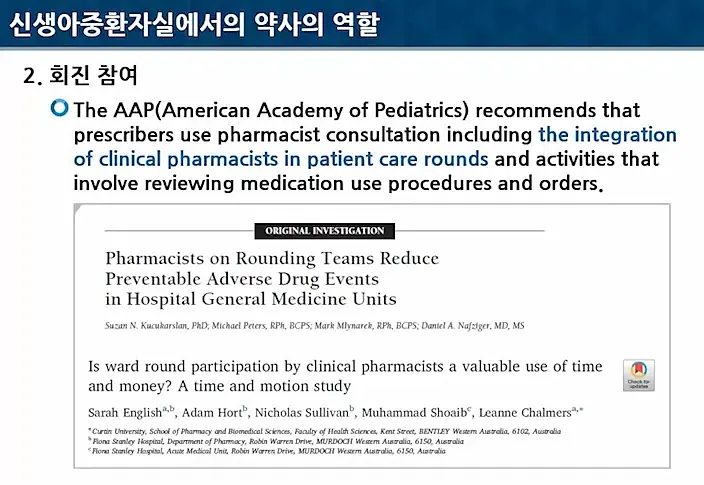 신생아중환자실에서의 약사의 역할
2. 회진 참여
The AAP(American Academy of Pediatrics) recommends that
prescribers use pharmacist consultation including the integration
of clinical pharmacists in patient care rounds and activities that
involve reviewing medication use procedures and orders.
ORIGINAL INVESTIGATION
Pharmacists on Rounding Teams Reduce
Preventable Adverse Drug Events
in Hospital General Medicine Units
Suzan N. Kucukarslan, PhD; Michael Peters, RPh, BCPS; Mark Mlynarek, RPh, BCPS; Daniel A. Nafziger, MD, MS
Is ward round participation by clinical pharmacists a valuable use of time
and money? A time and motion study
Check for
updates
Sarah English a,b, Adam Hort b, Nicholas Sullivan b, Muhammad Shoaib c, Leanne Chalmers a,*
a Curtin University, School of Pharmacy and Biomedical Sciences, Faculty of Health Sciences, Kent Street, BENTLEY Western Australia, 6102, Australia
b Fiona Stanley Hospital, Department of Pharmacy, Robin Warren Drive, MURDOCH Western Australia, 6150, Australia
c Fiona Stanley Hospital, Acute Medical Unit, Robin Warren Drive, MURDOCH Western Australia, 6150, Australia